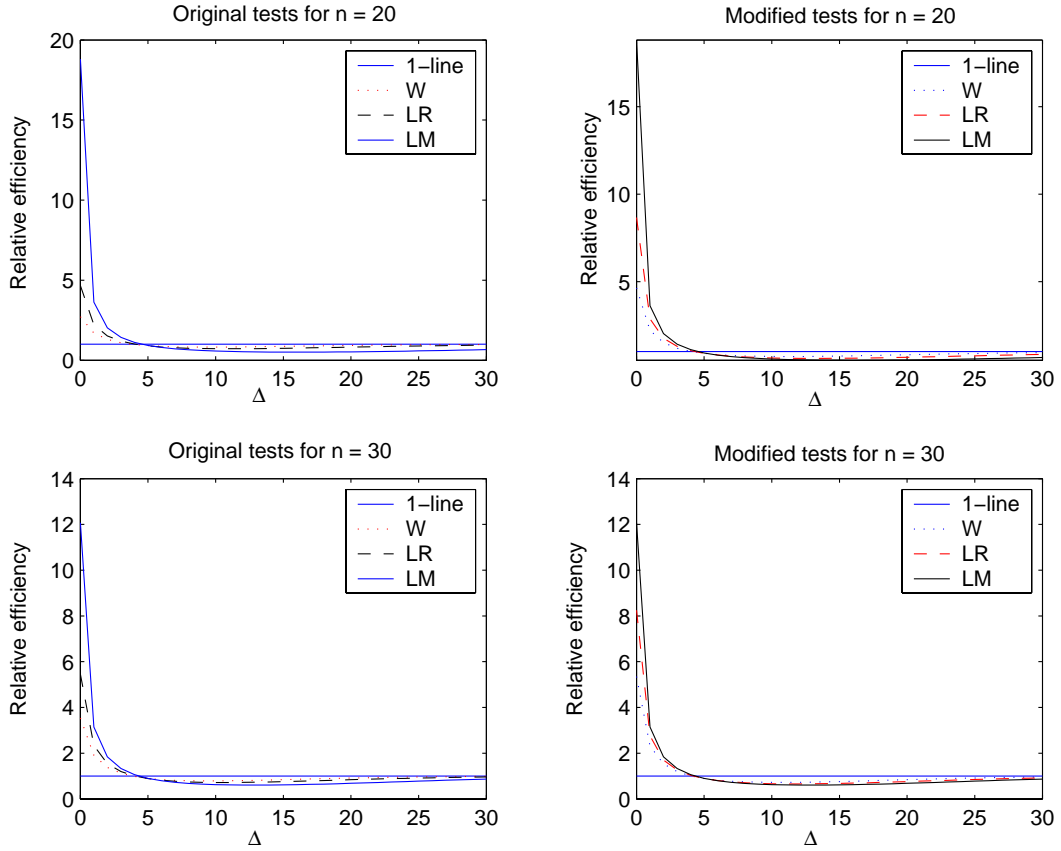 Original tests for n = 20
Relative efficiency
20
15
10
5
0
1−line
W
LR
LM
0 5 10 15 20 25 30
Δ
Modified tests for n = 20
Relative efficiency
15
10
5
1−line
W
LR
LM
0 5 10 15 20 25 30
Δ
Original tests for n = 30
Relative efficiency
14
12
10
8
6
4
2
0
1−line
W
LR
LM
0 5 10 15 20 25 30
Δ
Modified tests for n = 30
Relative efficiency
14
12
10
8
6
4
2
0
1−line
W
LR
LM
0 5 10 15 20 25 30
Δ